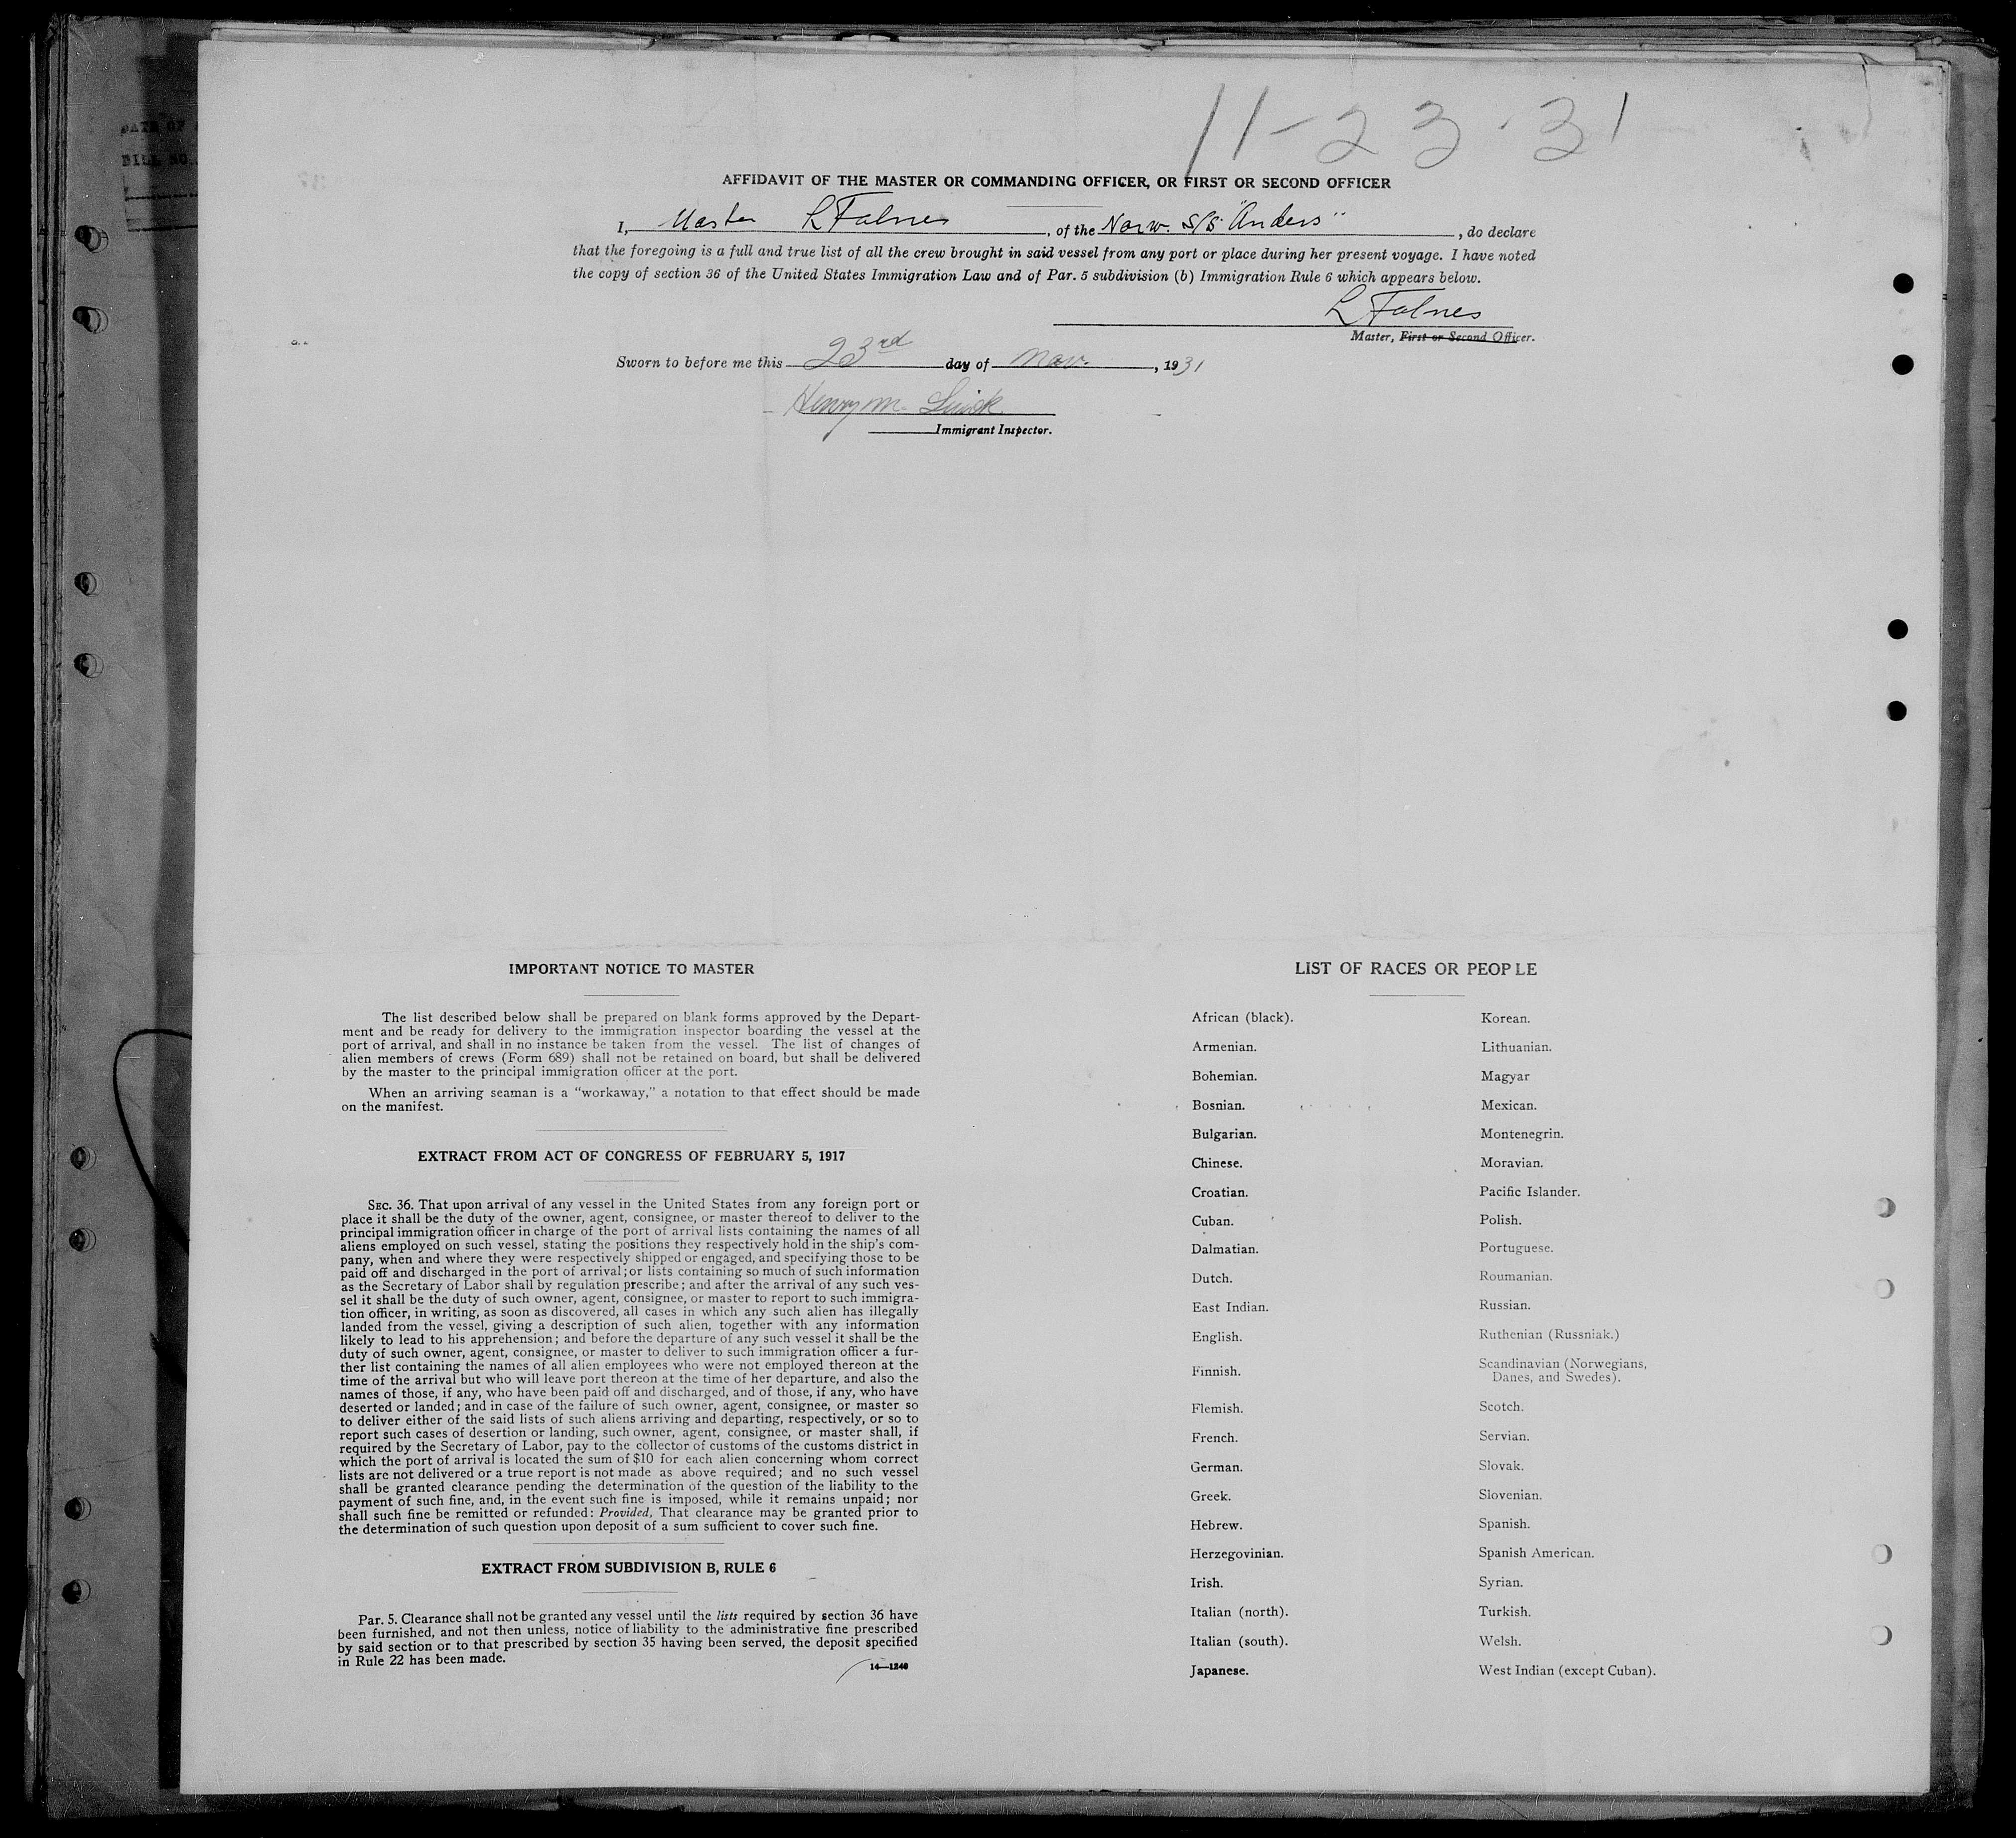 11-23-31
AFFIDAVIT OF THE MASTER OR COMMANDING OFFICER, OR FIRST OR SECOND OFFICER
I, Master L Falnes, of the Norw. S/S "Anders", do declare
that the foregoing is a full and true list of all the crew brought in said vessel from any port or place during her present voyage. I have noted
the copy of section 36 of the United States Immigration Law and of Par. 5 subdivision (b) Immigration Rule 6 which appears below.
L Falnes
Master, First or Second Officer.
Sworn to before me this 23rd day of Nov., 1931
Henry M.
Immigrant Inspector.
IMPORTANT NOTICE TO MASTER
The list described below shall be prepared on blank forms approved by the Depart-
ment and be ready for delivery to the immigration inspector boarding the vessel at the
port of arrival, and shall in no instance be taken from the vessel. The list of changes of
alien members of crews (Form 689) shall not be retained on board, but shall be delivered
by the master to the principal immigration officer at the port.
When an arriving seaman is a "workaway," a notation to that effect should be made
on the manifest.
EXTRACT FROM ACT OF CONGRESS OF FEBRUARY 5, 1917
SEC. 36. That upon arrival of any vessel in the United States from any foreign port or
place it shall be the duty of the owner, agent, consignee, or master thereof to deliver to the
principal immigration officer in charge of the port of arrival lists containing the names of all
aliens employed on such vessel, stating the positions they respectively hold in the ship's com-
pany, when and where they were respectively shipped or engaged, and specifying those to be
paid off and discharged in the port of arrival; or lists containing so much of such information
as the Secretary of Labor shall by regulation prescribe; and after the arrival of any such ves-
sel it shall be the duty of such owner, agent, consignee, or master to report to such immigra-
tion officer, in writing, as soon as discovered, all cases in which any such alien has illegally
landed from the vessel, giving a description of such alien, together with any information
likely to lead to his apprehension; and before the departure of any such vessel it shall be the
duty of such owner, agent, consignee, or master to deliver to such immigration officer a fur-
ther list containing the names of all alien employees who were not employed thereon at the
time of the arrival but who will leave port thereon at the time of her departure, and also the
names of those, if any, who have been paid off and discharged, and of those, if any, who have
deserted or landed; and in case of the failure of such owner, agent, consignee, or master so
to deliver either of the said lists of such aliens arriving and departing, respectively, or so to
report such cases of desertion or landing, such owner, agent, consignee, or master shall, if
required by the Secretary of Labor, pay to the collector of customs of the customs district in
which the port of arrival is located the sum of $10 for each alien concerning whom correct
lists are not delivered or a true report is not made as above required; and no such vessel
shall be granted clearance pending the determination of the question of the liability to the
payment of such fine, and, in the event such fine is imposed, while it remains unpaid; nor
shall such fine be remitted or refunded: Provided, That clearance may be granted prior to
the determination of such question upon deposit of a sum sufficient to cover such fine.
EXTRACT FROM SUBDIVISION B, RULE 6
Par. 5. Clearance shall not be granted any vessel until the lists required by section 36 have
been furnished, and not then unless, notice of liability to the administrative fine prescribed
by said section or to that prescribed by section 35 having been served, the deposit specified
in Rule 22 has been made.
14—1240
LIST OF RACES OR PEOPLE
African (black).
Armenian.
Bohemian.
Bosnian.
Bulgarian.
Chinese.
Croatian.
Cuban.
Dalmatian.
Dutch.
East Indian.
English.
Finnish.
Flemish.
French.
German.
Greek.
Hebrew.
Herzegovinian.
Irish.
Italian (north).
Italian (south).
Japanese.
Korean.
Lithuanian.
Magyar
Mexican.
Montenegrin.
Moravian.
Pacific Islander.
Polish.
Portuguese.
Roumanian.
Russian.
Ruthenian (Russniak.)
Scandinavian (Norwegians,
Danes, and Swedes).
Scotch.
Servian.
Slovak.
Slovenian.
Spanish.
Spanish American.
Syrian.
Turkish.
Welsh.
West Indian (except Cuban).